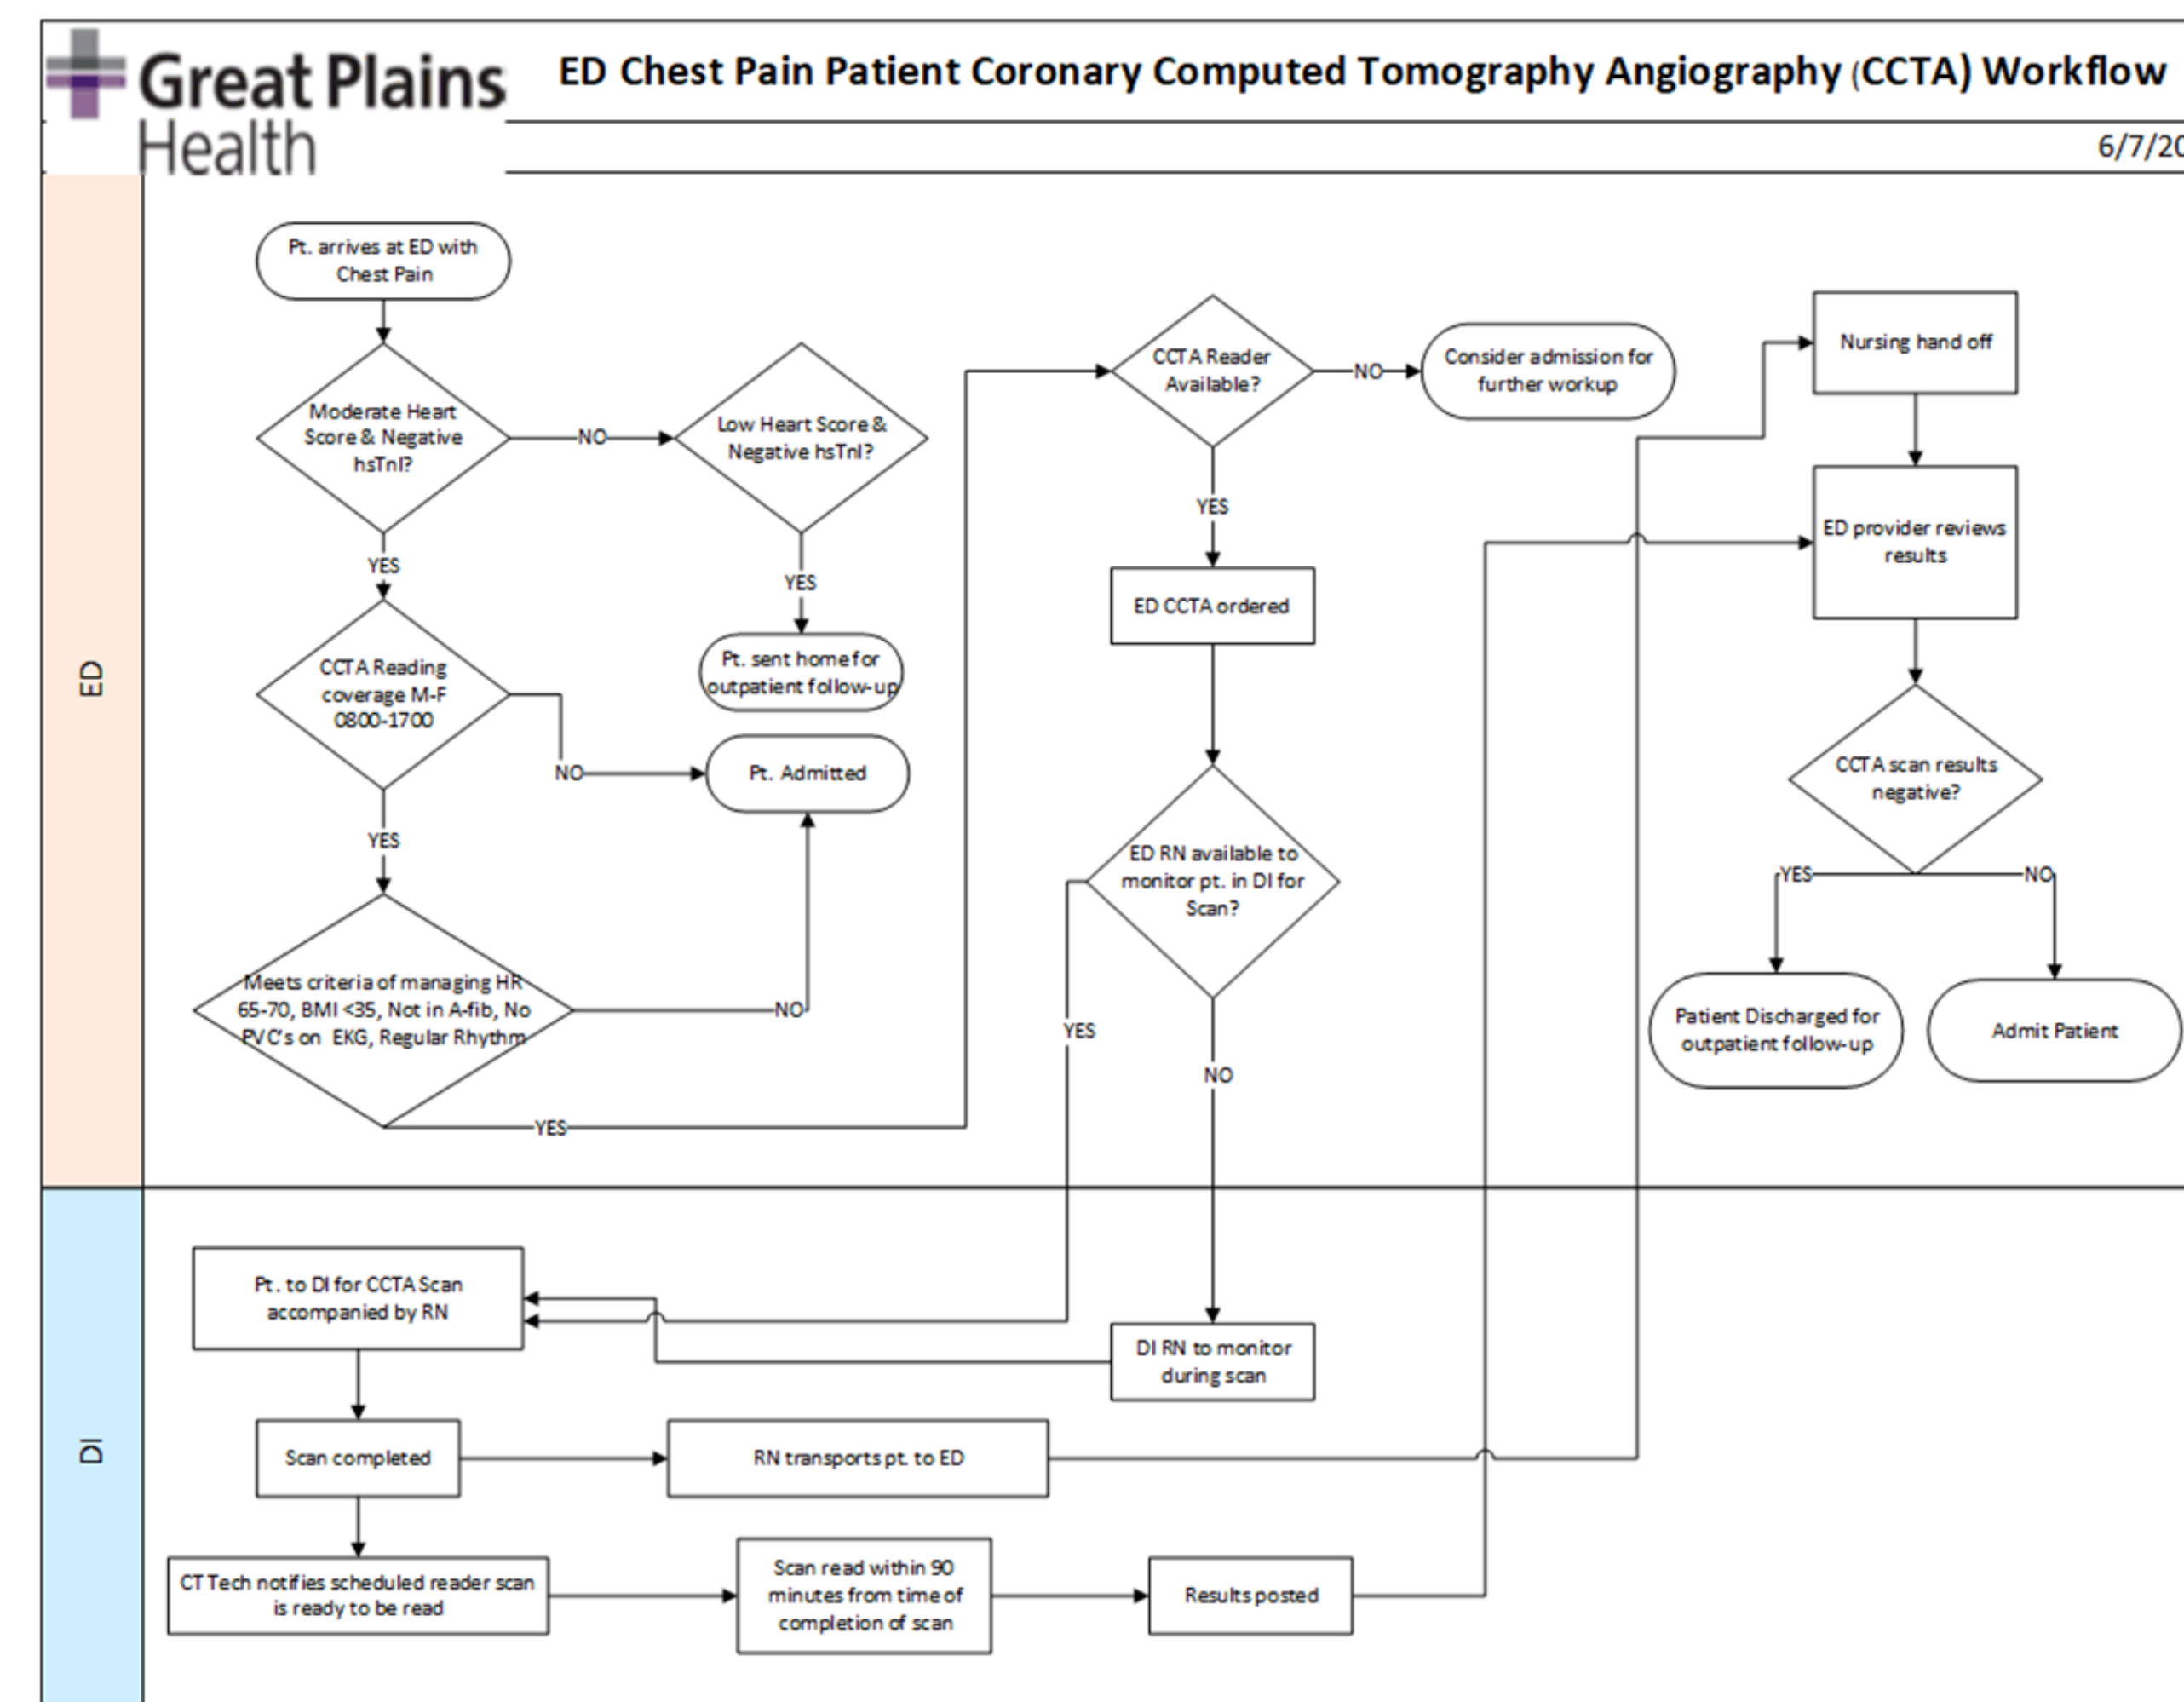 Great Plains
Health
ED Chest Pain Patient Coronary Computed Tomography Angiography (CCTA) Workflow
6/7/20
ED
Pt. arrives at ED with
Chest Pain
Moderate Heart
Score & Negative
hsTnI?
NO
Low Heart Score &
Negative hsTnI?
YES
YES
Pt. sent home for
outpatient follow-up
CCTA Reading
coverage M-F
0800-1700
NO
Pt. Admitted
YES
Meets criteria of managing HR
65-70, BMI <35, Not in A-fib, No
PVC's on EKG, Regular Rhythm
NO
YES
CCTA Reader
Available?
NO
Consider admission for
further workup
YES
ED CCTA ordered
ED RN available to
monitor pt. in DI for
Scan?
YES
NO
Nursing hand off
ED provider reviews
results
CCTA scan results
negative?
YES
NO
Patient Discharged for
outpatient follow-up
Admit Patient
DI
Pt. to DI for CCTA Scan
accompanied by RN
DI RN to monitor
during scan
Scan completed
RN transports pt. to ED
CT Tech notifies scheduled reader scan
is ready to be read
Scan read within 90
minutes from time of
completion of scan
Results posted